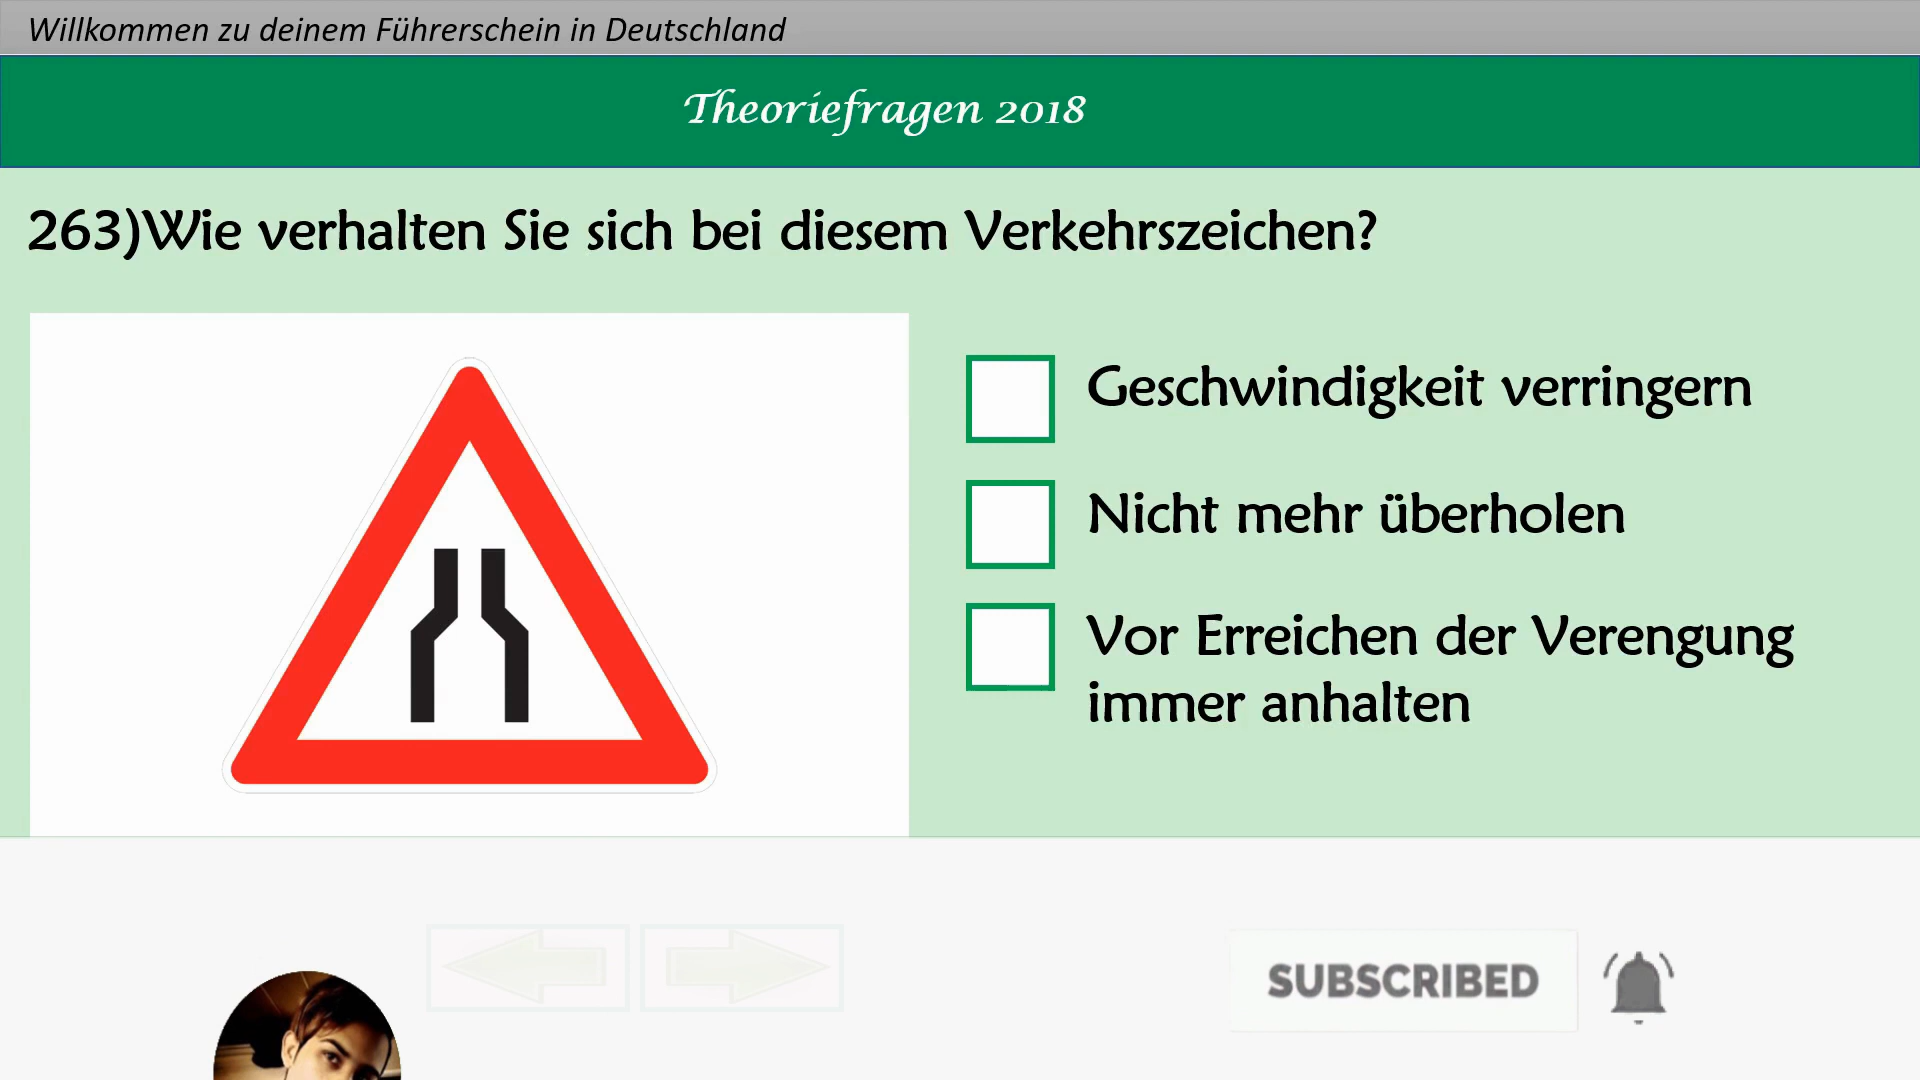 Willkommen zu deinem Führerschein in Deutschland
Theoriefragen 2018
263)Wie verhalten Sie sich bei diesem Verkehrszeichen?
Geschwindigkeit verringern
Nicht mehr überholen
Vor Erreichen der Verengung
immer anhalten
SUBSCRIBED